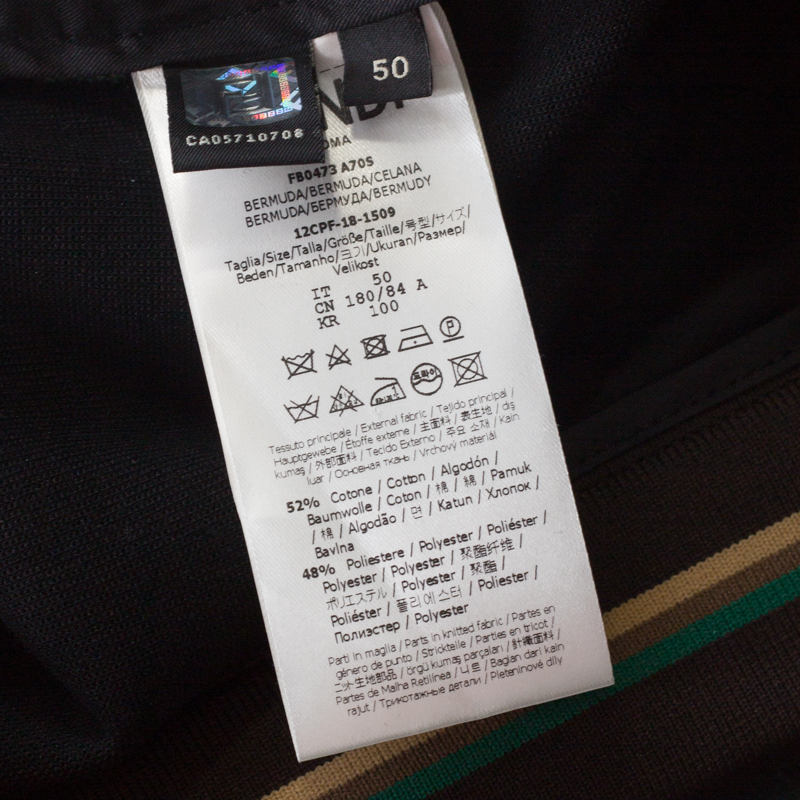 50
CA05710708
NDI
OMA
FB0473 A70S
BERMUDA/BERMUDA/CELANA
BERMUDA/БЕРМУДА/BERMUDY
12CPF-18-1509
Taglia/Size/Talla/Größe/Taille/号型/サイズ/
Beden/Tamanho/크기/Ukuran/Размер/
Velikost
IT 50
CN 180/84 A
KR 100
Tessuto principale / External fabric / Tejido principal /
Hauptgewebe / Étoffe externe / 主面料 / 表生地 / dış
kumaş / 外部面料 / Tecido Externo / 주요 소재 / Kain
luar / Основная ткань / Vrchový materiál
52% Cotone / Cotton / Algodón /
Baumwolle / Coton / 棉 / 綿 / Pamuk
/ 棉 / Algodão / 면 / Katun / Хлопок /
Bavlna
48% Poliestere / Polyester / Poliéster /
Polyester / Polyester / 聚酯纤维 /
ポリエステル / Polyester / 聚酯 /
Poliéster / 폴리에스터 / Poliester /
Полиэстер / Polyester
Parti in maglia / Parts in knitted fabric / Partes en
género de punto / Strickteile / Parties en tricot /
ニット生地部品 / örgü kumaş parçaları / 針織面料 /
Partes de Malha Retilínea / 니트 / Bagian dari kain
rajut / Трикотажные детали / Pleteninové díly